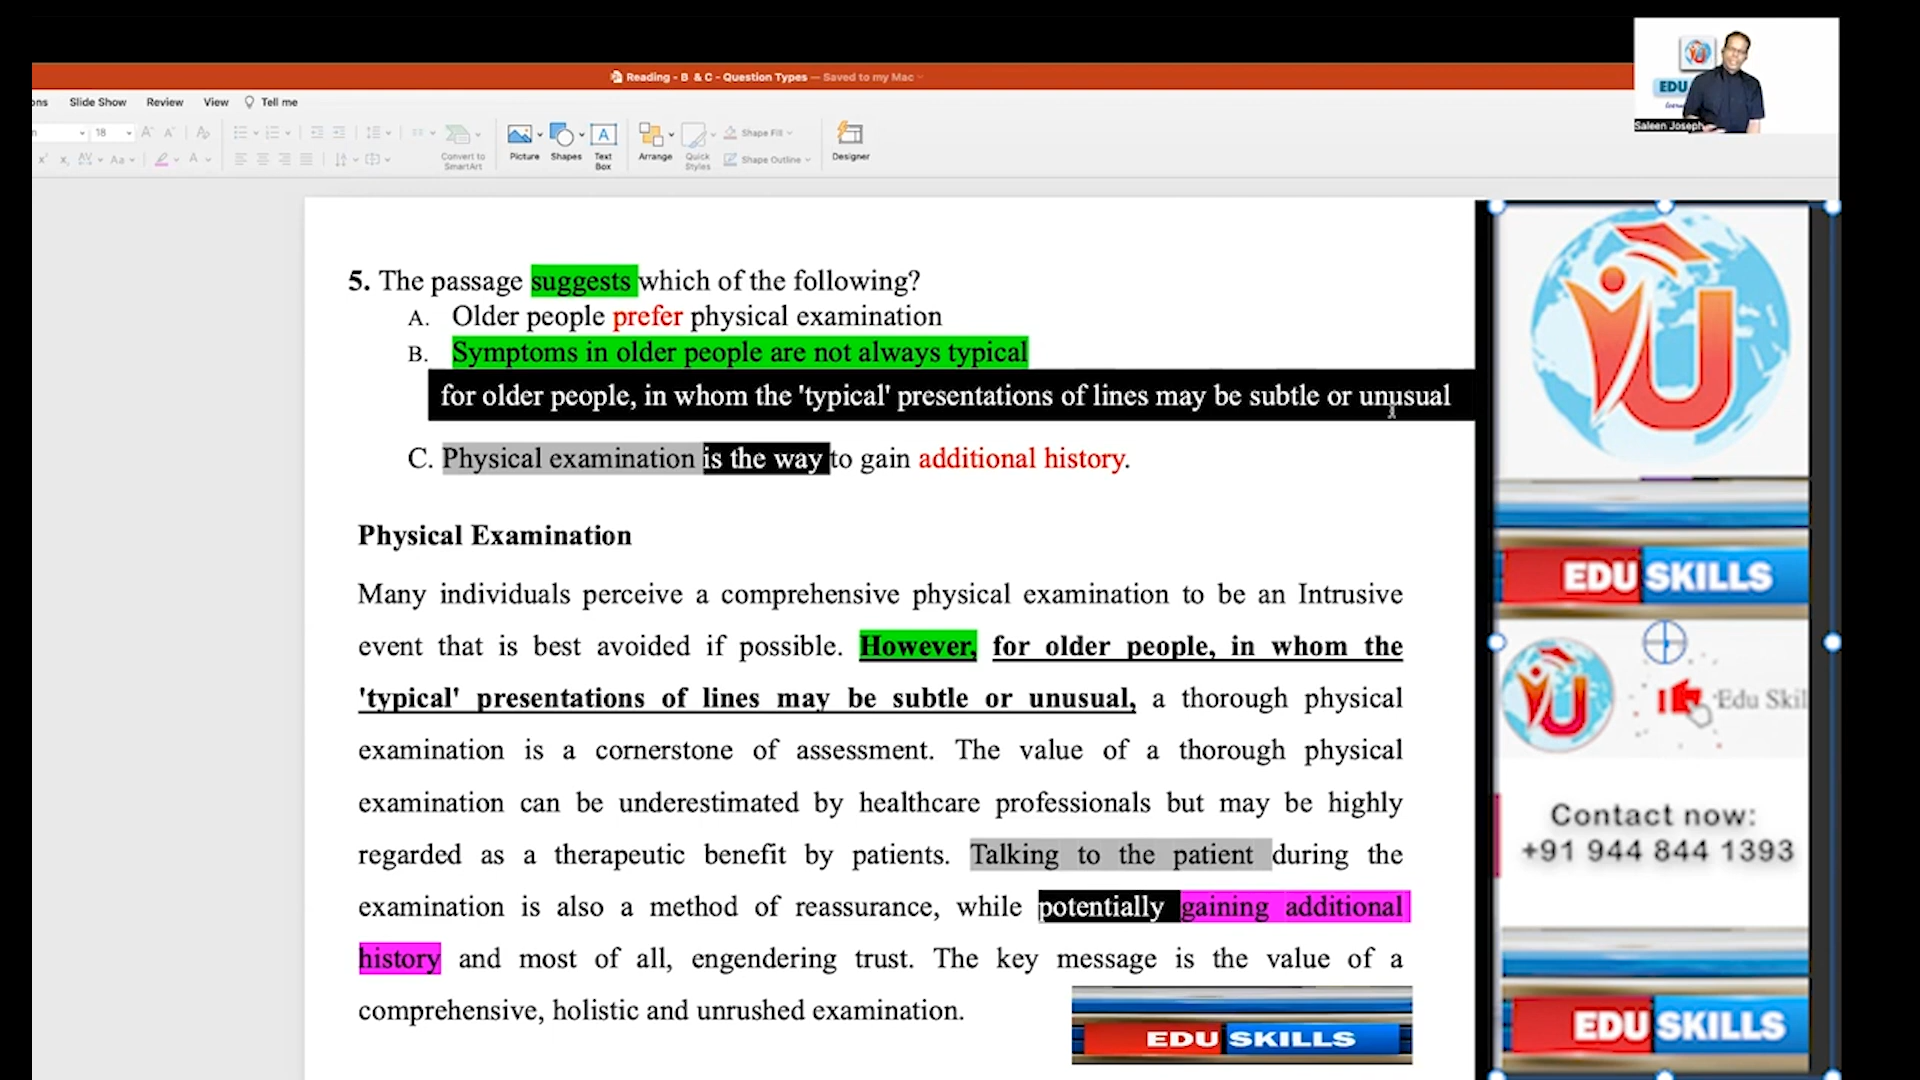 Reading - B & C - Question Types — Saved to my Mac
ons Slide Show Review View Tell me
18
Convert to SmartArt
Picture Shapes Text Box
Arrange Quick Styles
Shape Fill
Shape Outline
Designer
EDU
Saleen Joseph
5. The passage suggests which of the following?
A. Older people prefer physical examination
B. Symptoms in older people are not always typical
for older people, in whom the 'typical' presentations of lines may be subtle or unusual
C. Physical examination is the way to gain additional history.
Physical Examination
Many individuals perceive a comprehensive physical examination to be an Intrusive
event that is best avoided if possible. However, for older people, in whom the
'typical' presentations of lines may be subtle or unusual, a thorough physical
examination is a cornerstone of assessment. The value of a thorough physical
examination can be underestimated by healthcare professionals but may be highly
regarded as a therapeutic benefit by patients. Talking to the patient during the
examination is also a method of reassurance, while potentially gaining additional
history and most of all, engendering trust. The key message is the value of a
comprehensive, holistic and unrushed examination.
EDU SKILLS
EDU SKILLS
Edu Skil
Contact now:
+91 944 844 1393
EDU SKILLS